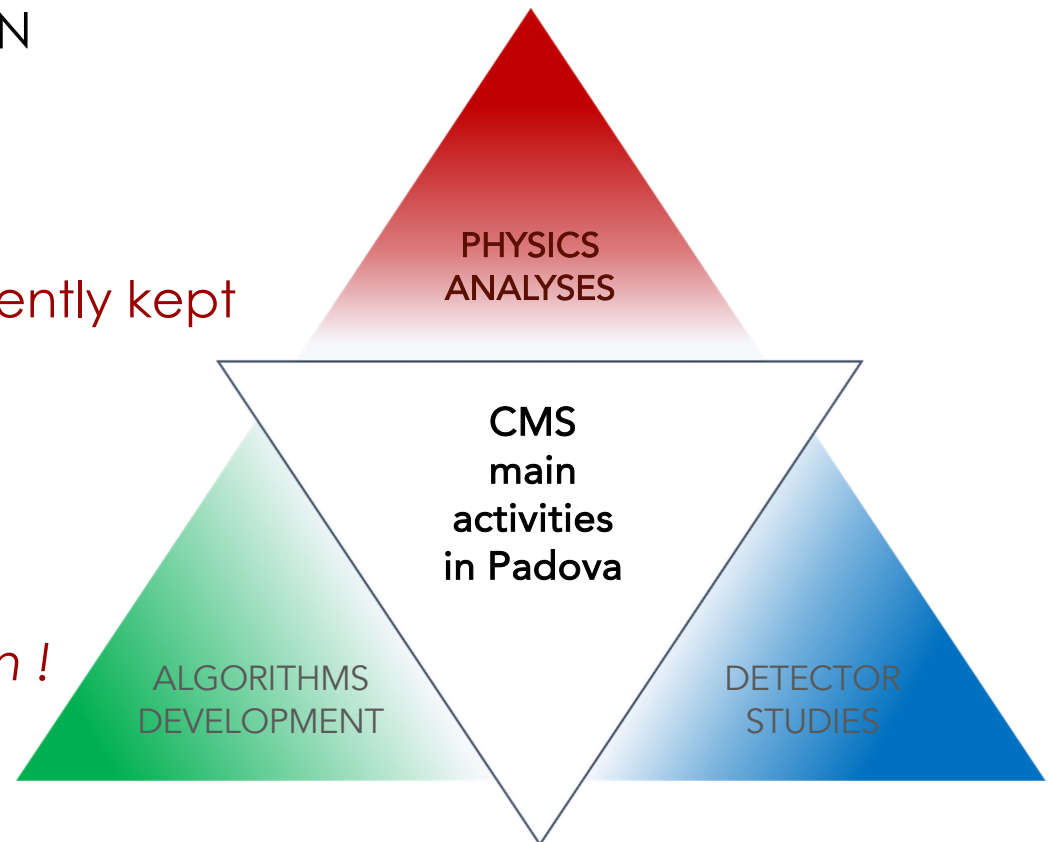 N
PHYSICS
ANALYSES
ently kept
CMS
main
activities
in Padova
n !
ALGORITHMS
DEVELOPMENT
DETECTOR
STUDIES